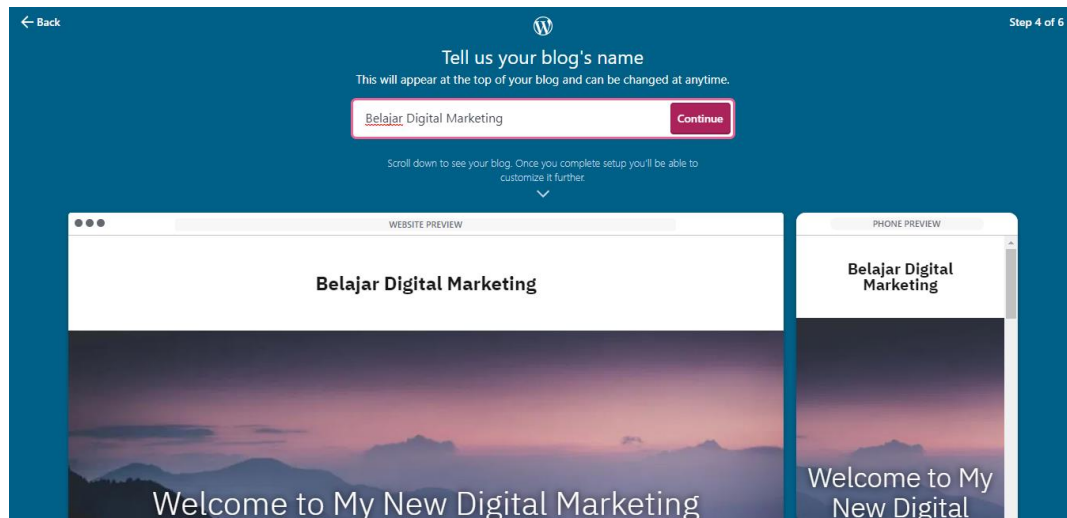 Back
Step 4 of 6
Tell us your blog's name
This will appear at the top of your blog and can be changed at anytime.
Belajar Digital Marketing
Continue
Scroll down to see your blog. Once you complete setup you'll be able to
customize it further.
WEBSITE PREVIEW
Belajar Digital Marketing
Welcome to My New Digital Marketing
PHONE PREVIEW
Belajar Digital
Marketing
Welcome to My
New Digital